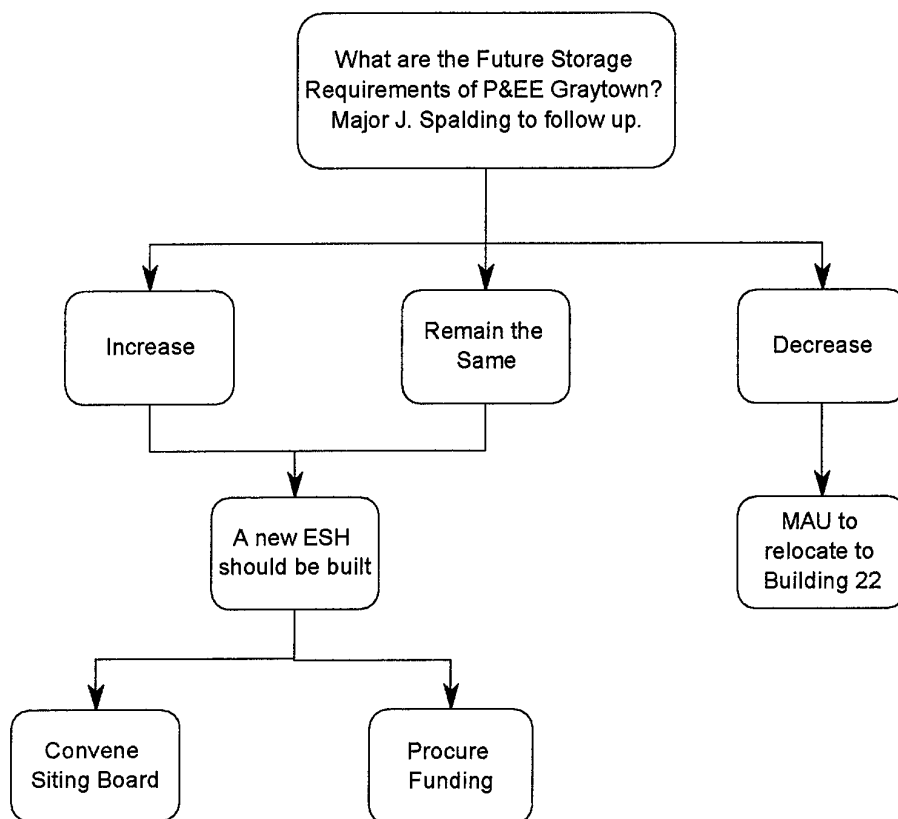 What are the Future Storage
Requirements of P&EE Graytown?
Major J. Spalding to follow up.
Increase
Remain the
Same
Decrease
A new ESH
should be built
MAU to
relocate to
Building 22
Convene
Siting Board
Procure
Funding